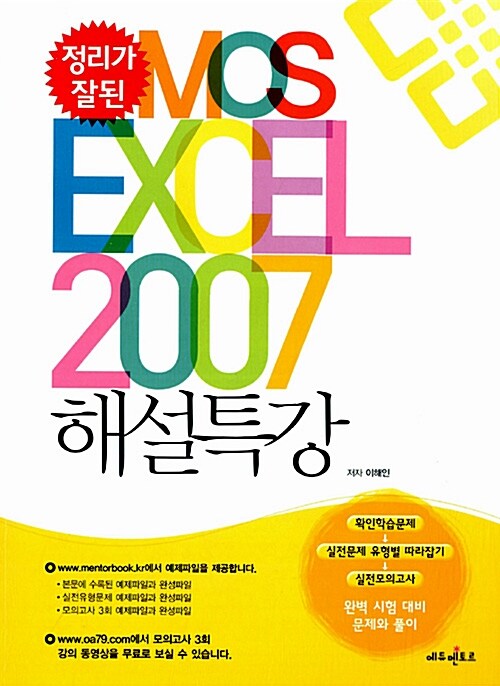 정리가
잘된
MOS
EXCEL
2007
해설특강
저자 이해인
확인학습문제
↓
실전문제 유형별 따라잡기
↓
실전모의고사
완벽 시험 대비
문제와 풀이
www.mentorbook.kr에서 예제파일을 제공합니다.
• 본문에 수록된 예제파일과 완성파일
• 실전유형문제 예제파일과 완성파일
• 모의고사 3회 예제파일과 완성파일
www.oa79.com에서 모의고사 3회
강의 동영상을 무료로 보실 수 있습니다.
에듀멘토르